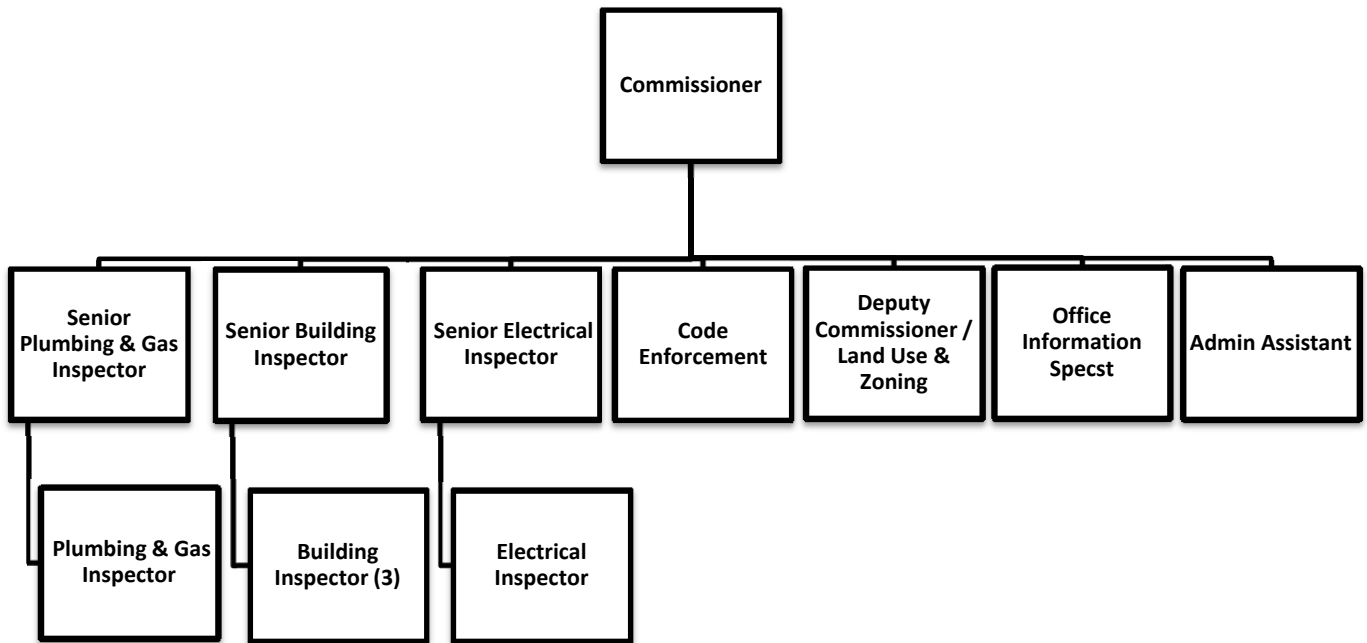 Commissioner
Senior
Plumbing & Gas
Inspector
Senior Building
Inspector
Senior Electrical
Inspector
Code
Enforcement
Deputy
Commissioner /
Land Use &
Zoning
Office
Information
Specst
Admin Assistant
Plumbing & Gas
Inspector
Building
Inspector (3)
Electrical
Inspector